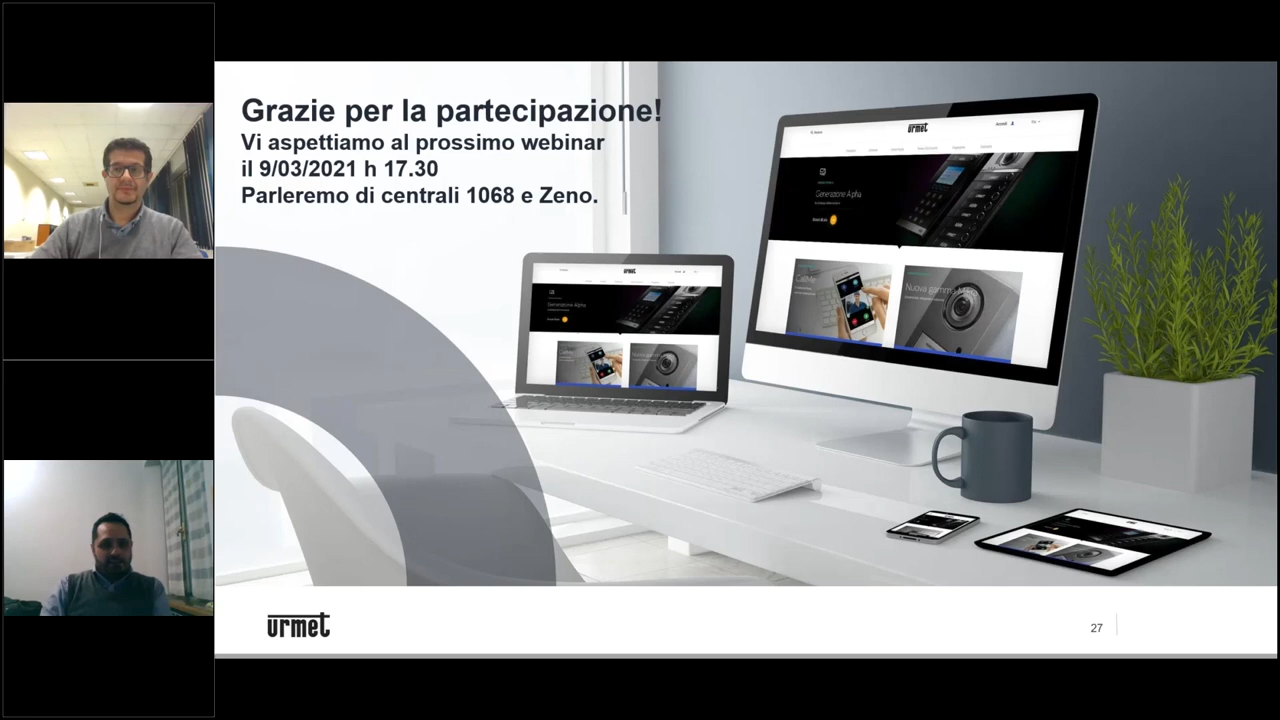 Grazie per la partecipazione!
Vi aspettiamo al prossimo webinar
il 9/03/2021 h 17.30
Parleremo di centrali 1068 e Zeno.
urmet
Generazione Alpha
Nuova gamma
urmet
Generazione Alpha
urmet
27